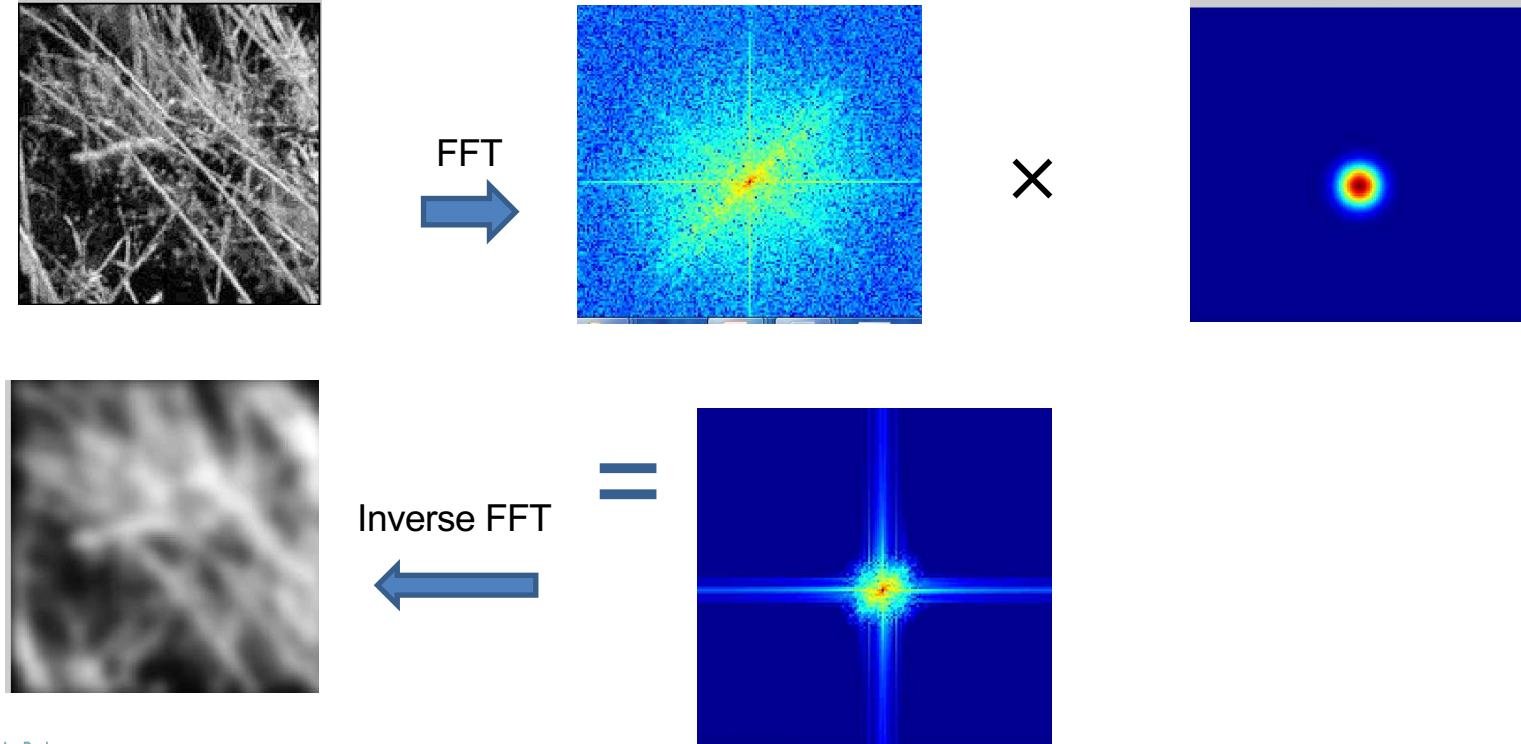 FFT
×
=
Inverse FFT